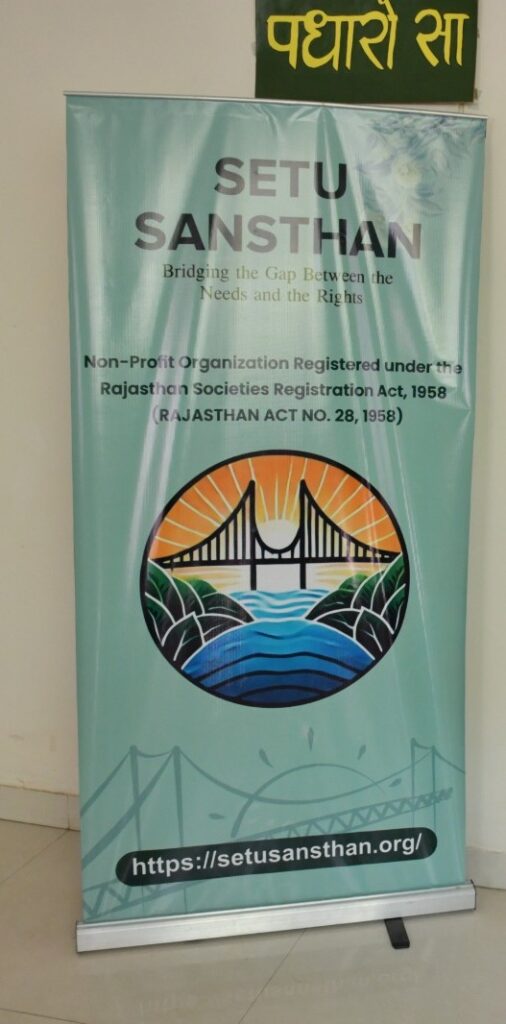 पधारो सा
SETU
SANSTHAN
Bridging the Gap Between the
Needs and the Rights
Non-Profit Organization Registered under the
Rajasthan Societies Registration Act, 1958
(RAJASTHAN ACT NO. 28, 1958)
https://setusansthan.org/